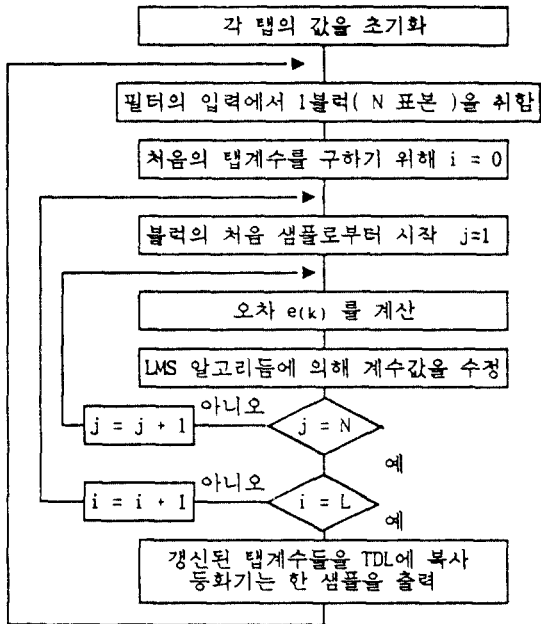 각 탭의 값을 초기화
필터의 입력에서 1블럭( N 표본 )을 취함
처음의 탭계수를 구하기 위해 i = 0
블럭의 처음 샘플로부터 시작 j=1
오차 e(k) 를 계산
LMS 알고리듬에 의해 계수값을 수정
j = j + 1
아니오
j = N
예
i = i + 1
아니오
i = L
예
갱신된 탭계수들을 TDL에 복사
등화기는 한 샘플을 출력